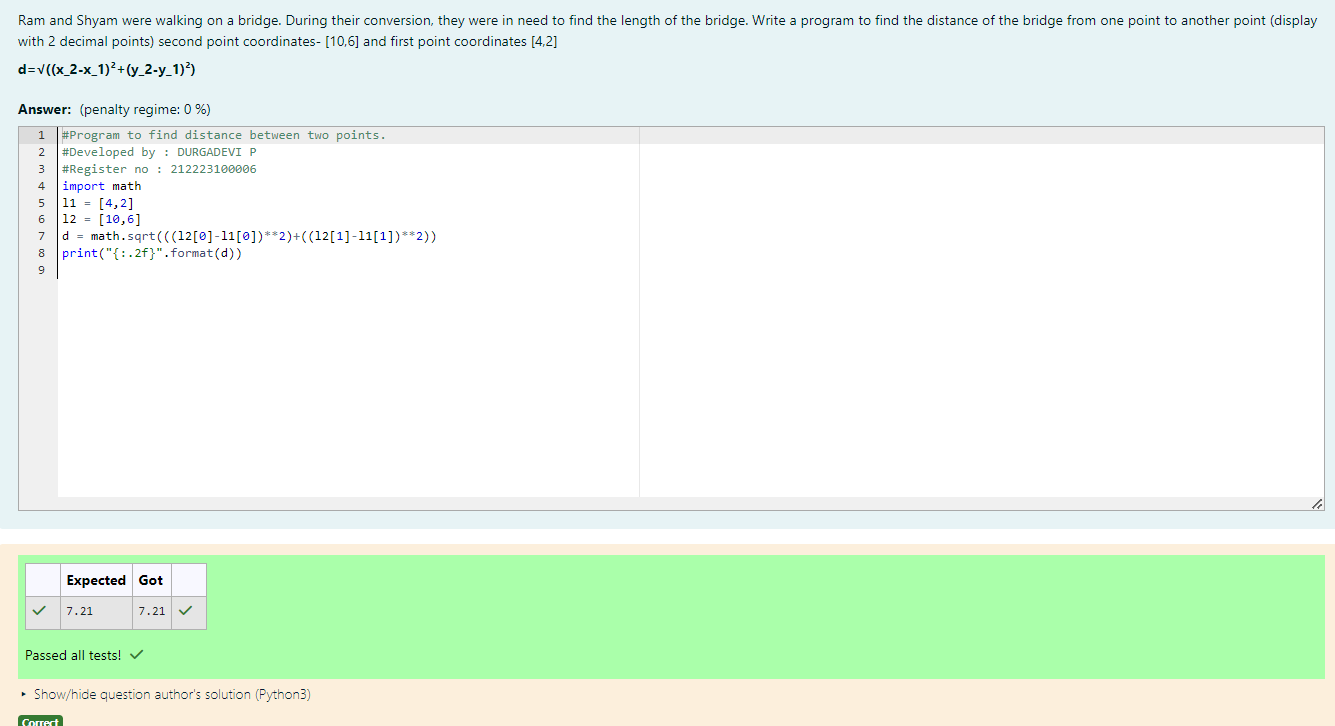 Ram and Shyam were walking on a bridge. During their conversion, they were in need to find the length of the bridge. Write a program to find the distance of the bridge from one point to another point (display
with 2 decimal points) second point coordinates- [10,6] and first point coordinates [4,2]
d=√((x_2-x_1)²+(y_2-y_1)²)
Answer: (penalty regime: 0 %)
1 #Program to find distance between two points.
2 #Developed by : DURGADEVI P
3 #Register no : 212223100006
4 import math
5 l1 = [4,2]
6 l2 = [10,6]
7 d = math.sqrt(((l2[0]-l1[0])**2)+((l2[1]-l1[1])**2))
8 print("{:.2f}".format(d))
9
Expected Got
7.21 7.21
Passed all tests!
Show/hide question author's solution (Python3)
Correct